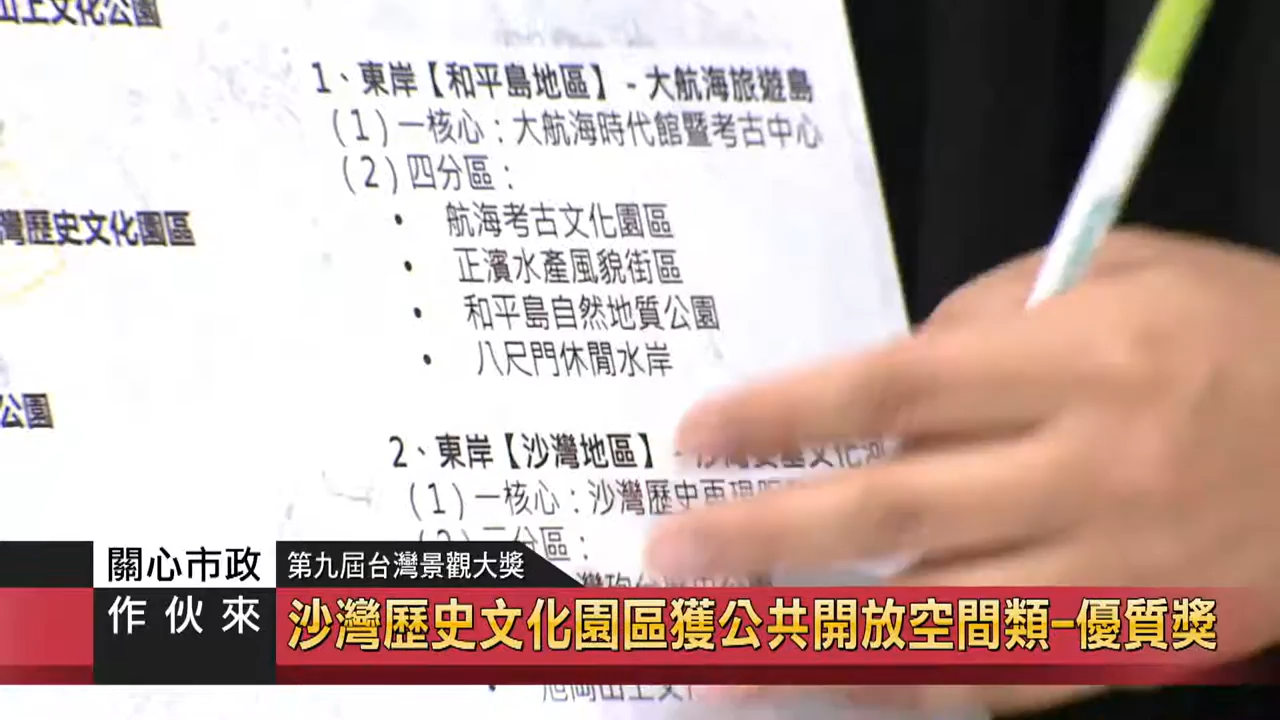 山上文化公園
1、東岸【和平島地區】-大航海旅遊島
(1)一核心：大航海時代館暨考古中心
(2)四分區：
• 航海考古文化園區
灣歷史文化園區
• 正濱水產風貌街區
• 和平島自然地質公園
• 八尺門休閒水岸
公園
2、東岸【沙灣地區】-
(1)一核心：沙灣歷史再現
分區：
關心市政
作伙來
第九屆台灣景觀大獎
沙灣歷史文化園區獲公共開放空間類-優質獎